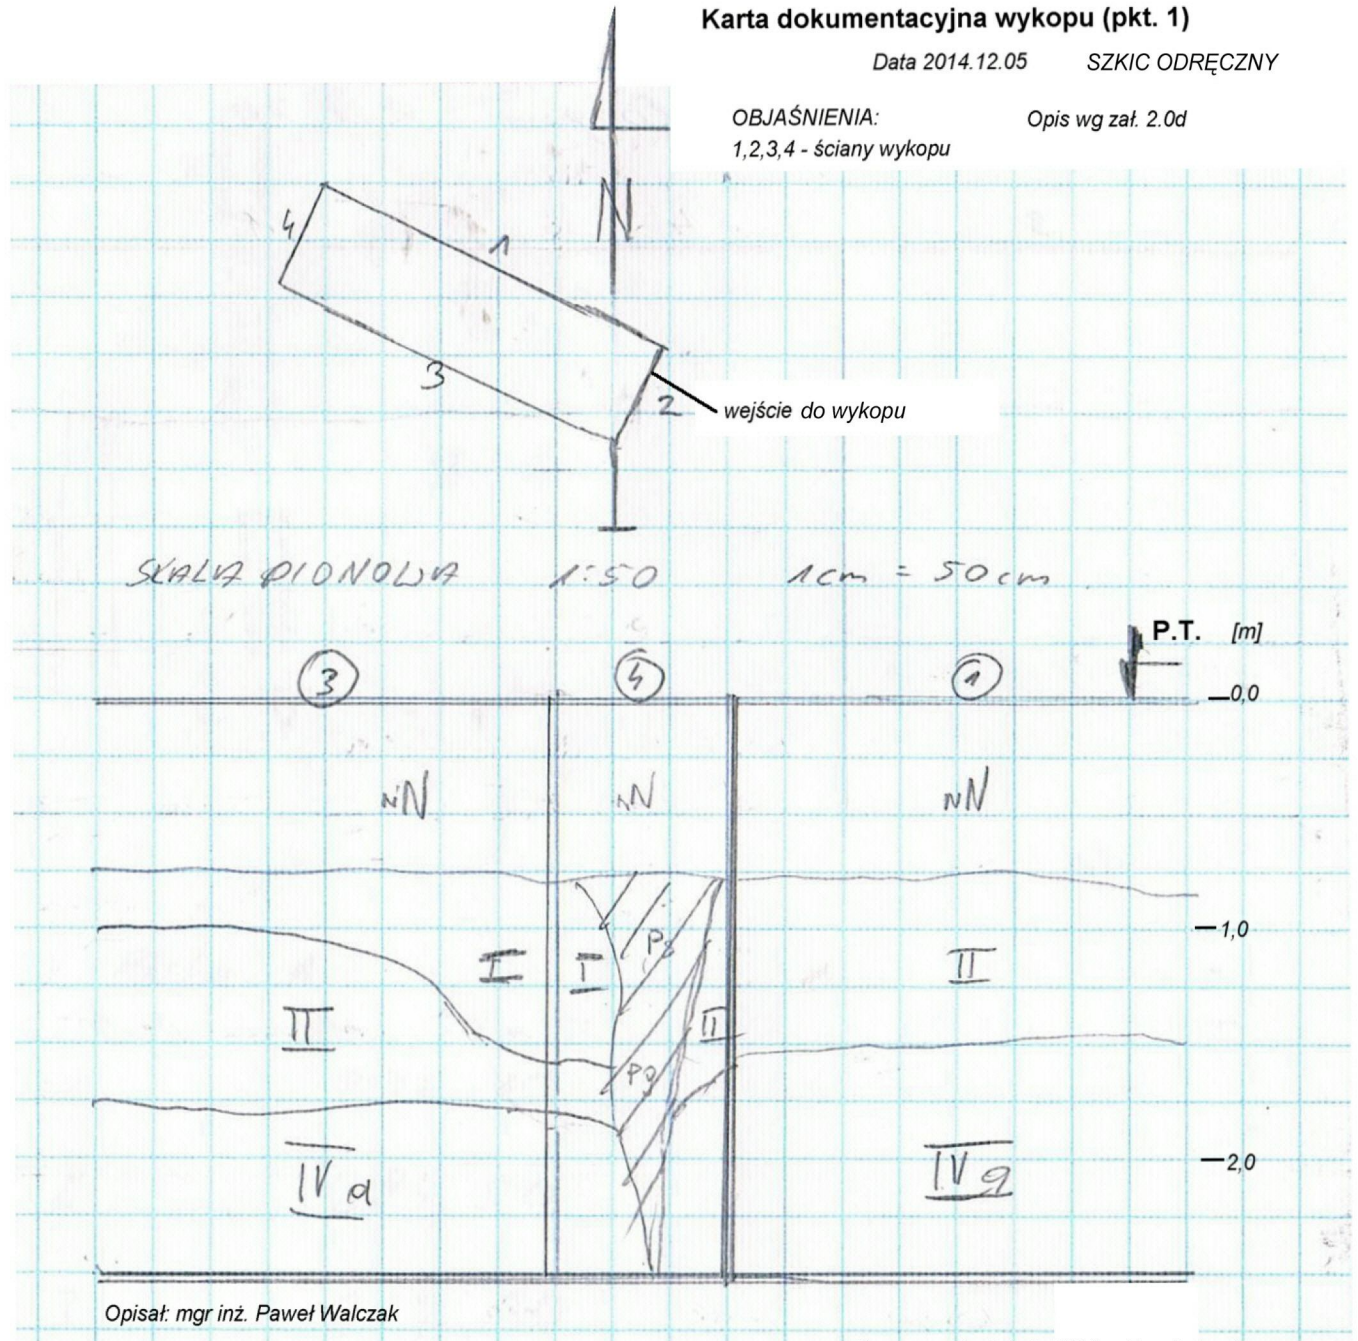 Karta dokumentacyjna wykopu (pkt. 1)
Data 2014.12.05 SZKIC ODRĘCZNY
OBJAŚNIENIA: Opis wg zał. 2.0d
1,2,3,4 - ściany wykopu
N
4
1
3
2
wejście do wykopu
SKALA PIONOWA 1:50 1cm = 50cm
P.T. [m]
3 4 1
0,0
nN nN nN
1,0
Pg
I I II
II II
Pg
2,0
IVa IVa
Opisał: mgr inż. Paweł Walczak